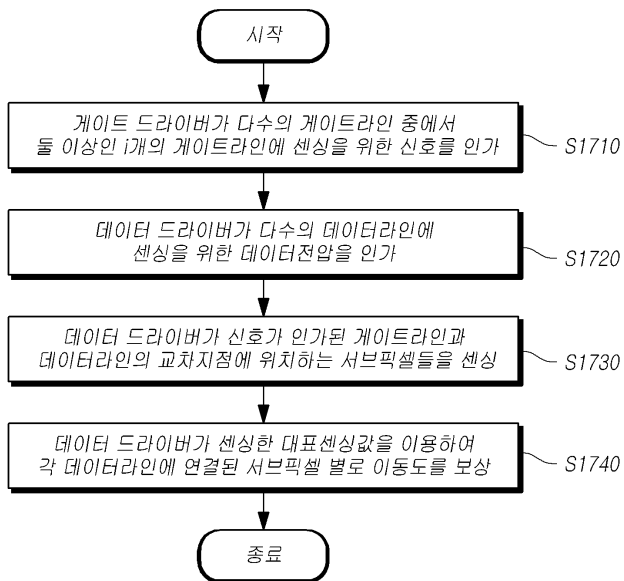 시작
게이트 드라이버가 다수의 게이트라인 중에서
둘 이상인 i개의 게이트라인에 센싱을 위한 신호를 인가
S1710
데이터 드라이버가 다수의 데이터라인에
센싱을 위한 데이터전압을 인가
S1720
데이터 드라이버가 신호가 인가된 게이트라인과
데이터라인의 교차지점에 위치하는 서브픽셀들을 센싱
S1730
데이터 드라이버가 센싱한 대표센싱값을 이용하여
각 데이터라인에 연결된 서브픽셀 별로 이동도를 보상
S1740
종료